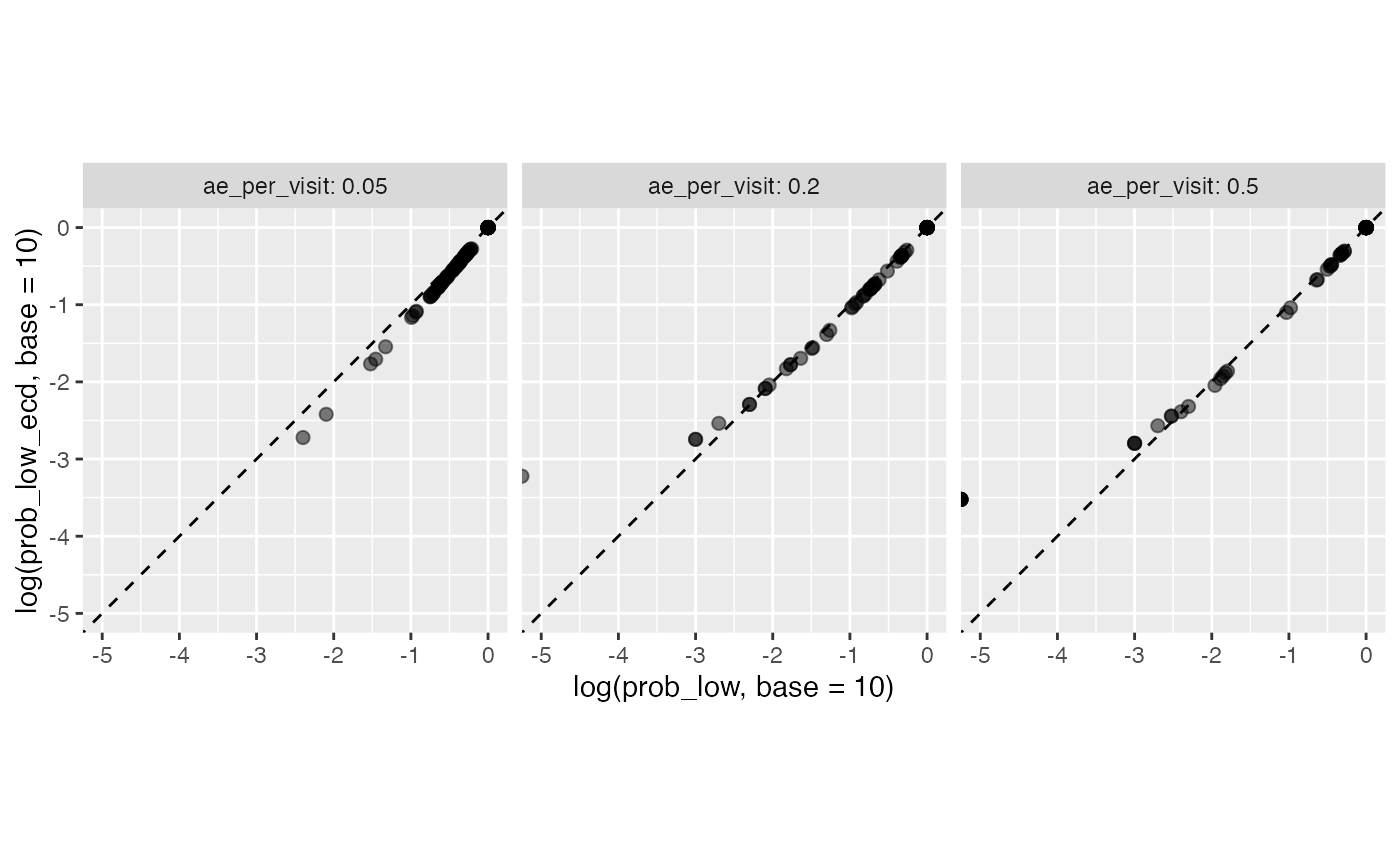 ae_per_visit: 0.05 ae_per_visit: 0.2 ae_per_visit: 0.5
log(prob_low_ecd, base = 10)
0
-1
-2
-3
-4
-5
-5 -4 -3 -2 -1 0 -5 -4 -3 -2 -1 0 -5 -4 -3 -2 -1 0
log(prob_low, base = 10)